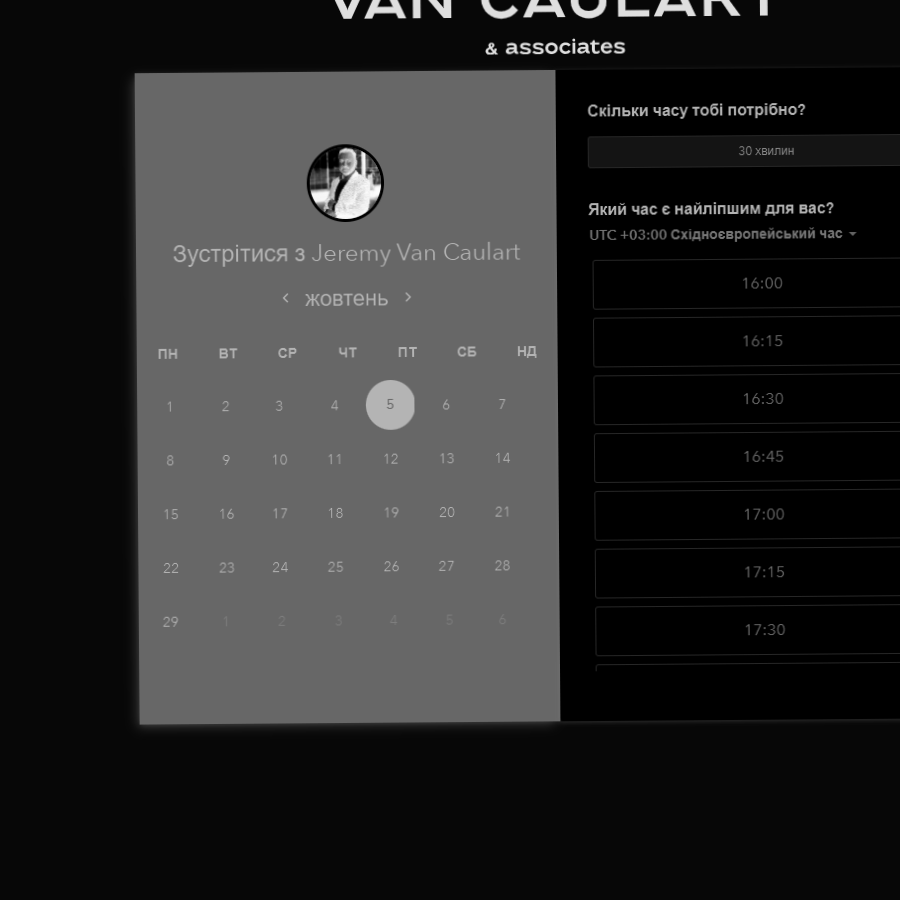 VAN CAULART
& associates
Зустрітися з Jeremy Van Caulart
жовтень
ПН ВТ СР ЧТ ПТ СБ НД
1 2 3 4 5 6 7
8 9 10 11 12 13 14
15 16 17 18 19 20 21
22 23 24 25 26 27 28
29 1 2 3 4 5 6
Скільки часу тобі потрібно?
30 хвилин
Який час є найліпшим для вас?
UTC +03:00 Східноєвропейський час
16:00
16:15
16:30
16:45
17:00
17:15
17:30